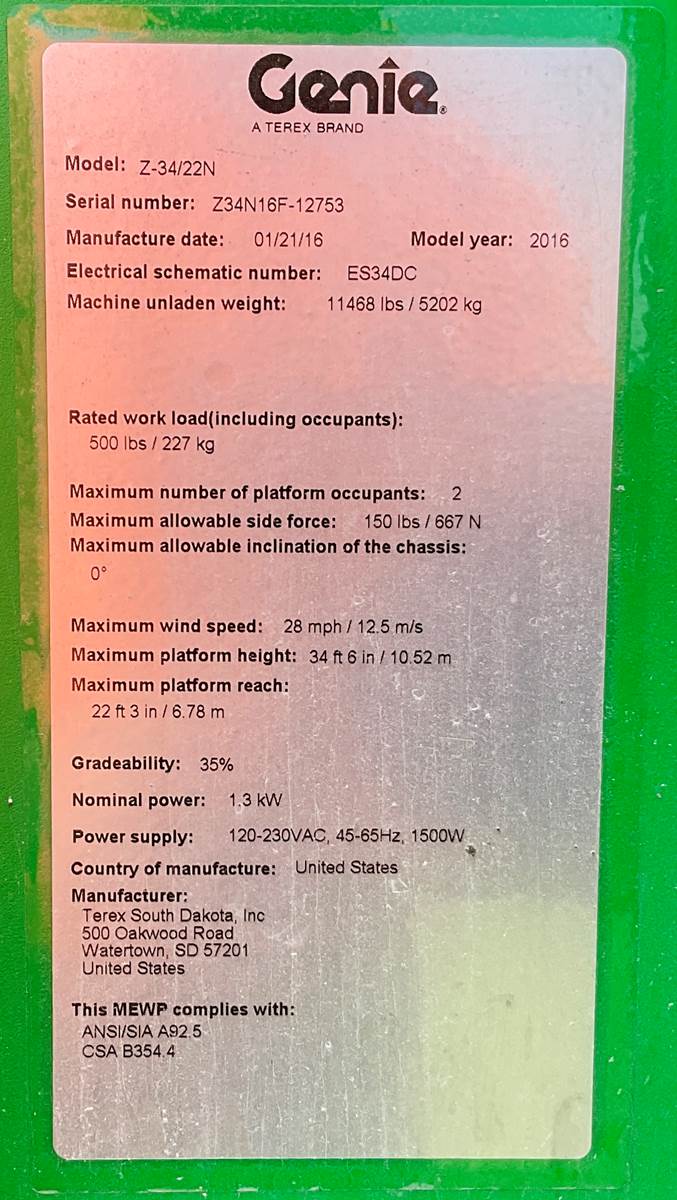 Genie®
A TEREX BRAND
Model: Z-34/22N
Serial number: Z34N16F-12753
Manufacture date: 01/21/16 Model year: 2016
Electrical schematic number: ES34DC
Machine unladen weight: 11468 lbs / 5202 kg
Rated work load(including occupants):
500 lbs / 227 kg
Maximum number of platform occupants: 2
Maximum allowable side force: 150 lbs / 667 N
Maximum allowable inclination of the chassis:
0°
Maximum wind speed: 28 mph / 12.5 m/s
Maximum platform height: 34 ft 6 in / 10.52 m
Maximum platform reach:
22 ft 3 in / 6.78 m
Gradeability: 35%
Nominal power: 1.3 kW
Power supply: 120-230VAC, 45-65Hz, 1500W
Country of manufacture: United States
Manufacturer:
Terex South Dakota, Inc
500 Oakwood Road
Watertown, SD 57201
United States
This MEWP complies with:
ANSI/SIA A92.5
CSA B354.4